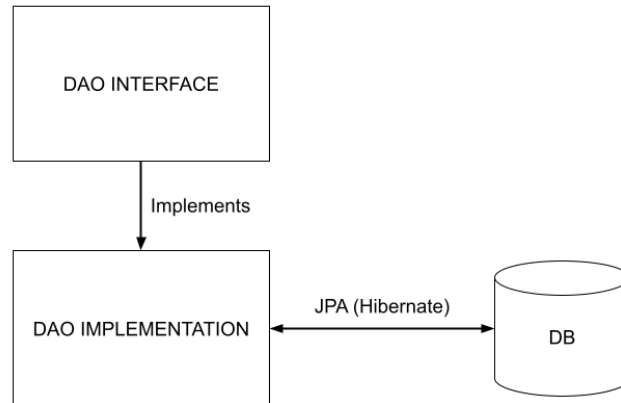 DAO INTERFACE
Implements
DAO IMPLEMENTATION
JPA (Hibernate)
DB